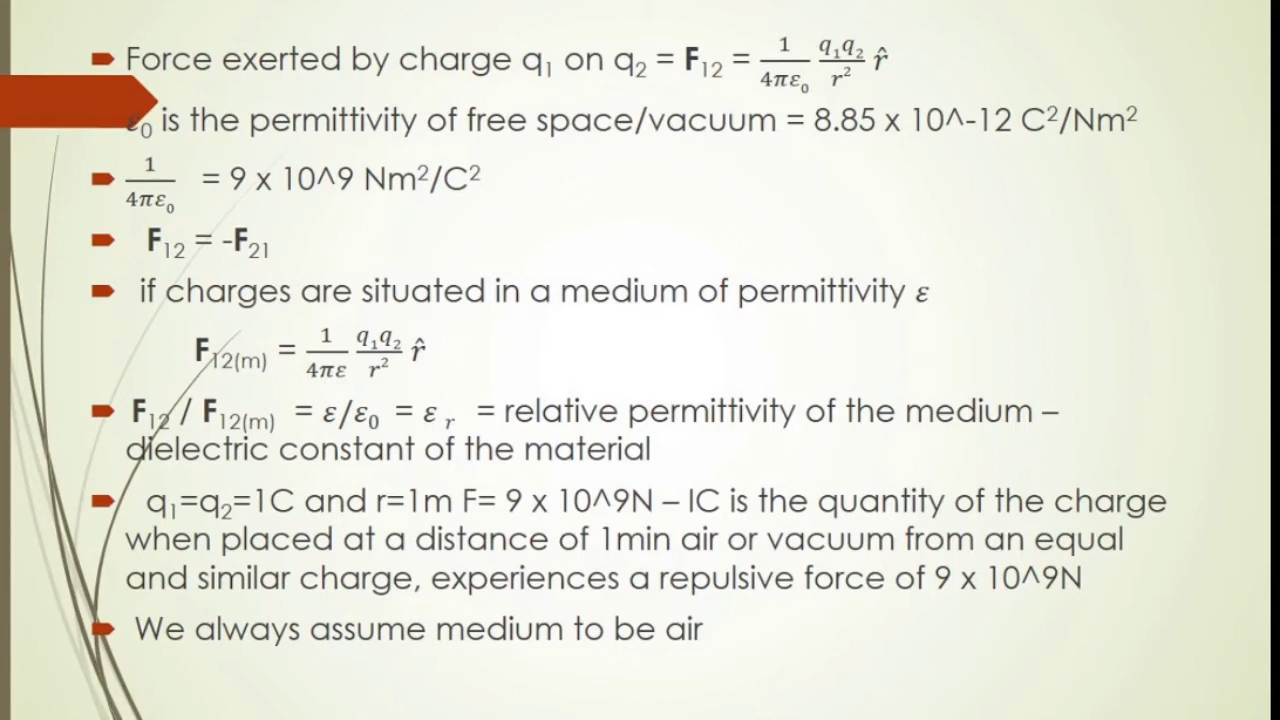 Force exerted by charge q₁ on q₂ = F₁₂ = 1/4πε₀ q₁q₂/r² r̂
ε₀ is the permittivity of free space/vacuum = 8.85 x 10^-12 C²/Nm²
1/4πε₀ = 9 x 10^9 Nm²/C²
F₁₂ = -F₂₁
if charges are situated in a medium of permittivity ε
F₁₂₍ₘ₎ = 1/4πε q₁q₂/r² r̂
F₁₂ / F₁₂₍ₘ₎ = ε/ε₀ = ε ᵣ = relative permittivity of the medium –
dielectric constant of the material
q₁=q₂=1C and r=1m F= 9 x 10^9N – IC is the quantity of the charge
when placed at a distance of 1min air or vacuum from an equal
and similar charge, experiences a repulsive force of 9 x 10^9N
We always assume medium to be air